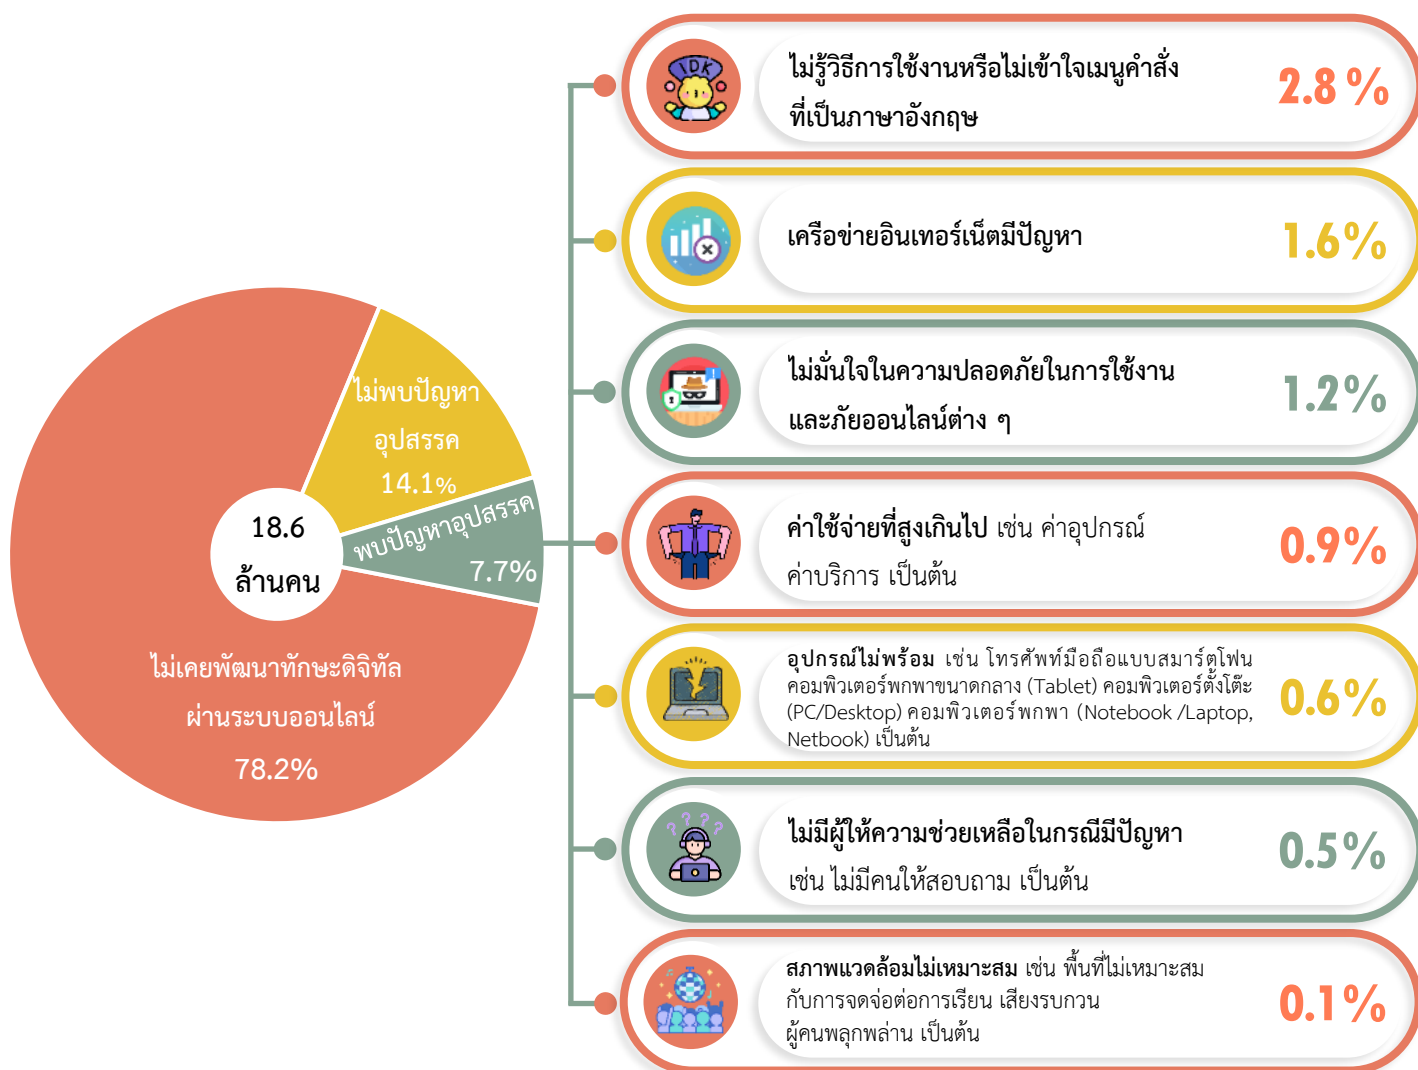 ไม่พบปัญหา
อุปสรรค
14.1%
พบปัญหาอุปสรรค
7.7%
18.6
ล้านคน
ไม่เคยพัฒนาทักษะดิจิทัล
ผ่านระบบออนไลน์
78.2%
IDK
ไม่รู้วิธีการใช้งานหรือไม่เข้าใจเมนูคำสั่ง
ที่เป็นภาษาอังกฤษ
2.8 %
เครือข่ายอินเทอร์เน็ตมีปัญหา
1.6%
ไม่มั่นใจในความปลอดภัยในการใช้งาน
และภัยออนไลน์ต่าง ๆ
1.2%
ค่าใช้จ่ายที่สูงเกินไป เช่น ค่าอุปกรณ์
ค่าบริการ เป็นต้น
0.9%
อุปกรณ์ไม่พร้อม เช่น โทรศัพท์มือถือแบบสมาร์ตโฟน
คอมพิวเตอร์พกพาขนาดกลาง (Tablet) คอมพิวเตอร์ตั้งโต๊ะ
(PC/Desktop) คอมพิวเตอร์พกพา (Notebook /Laptop,
Netbook) เป็นต้น
0.6%
ไม่มีผู้ให้ความช่วยเหลือในกรณีมีปัญหา
เช่น ไม่มีคนให้สอบถาม เป็นต้น
0.5%
สภาพแวดล้อมไม่เหมาะสม เช่น พื้นที่ไม่เหมาะสม
กับการจดจ่อต่อการเรียน เสียงรบกวน
ผู้คนพลุกพล่าน เป็นต้น
0.1%